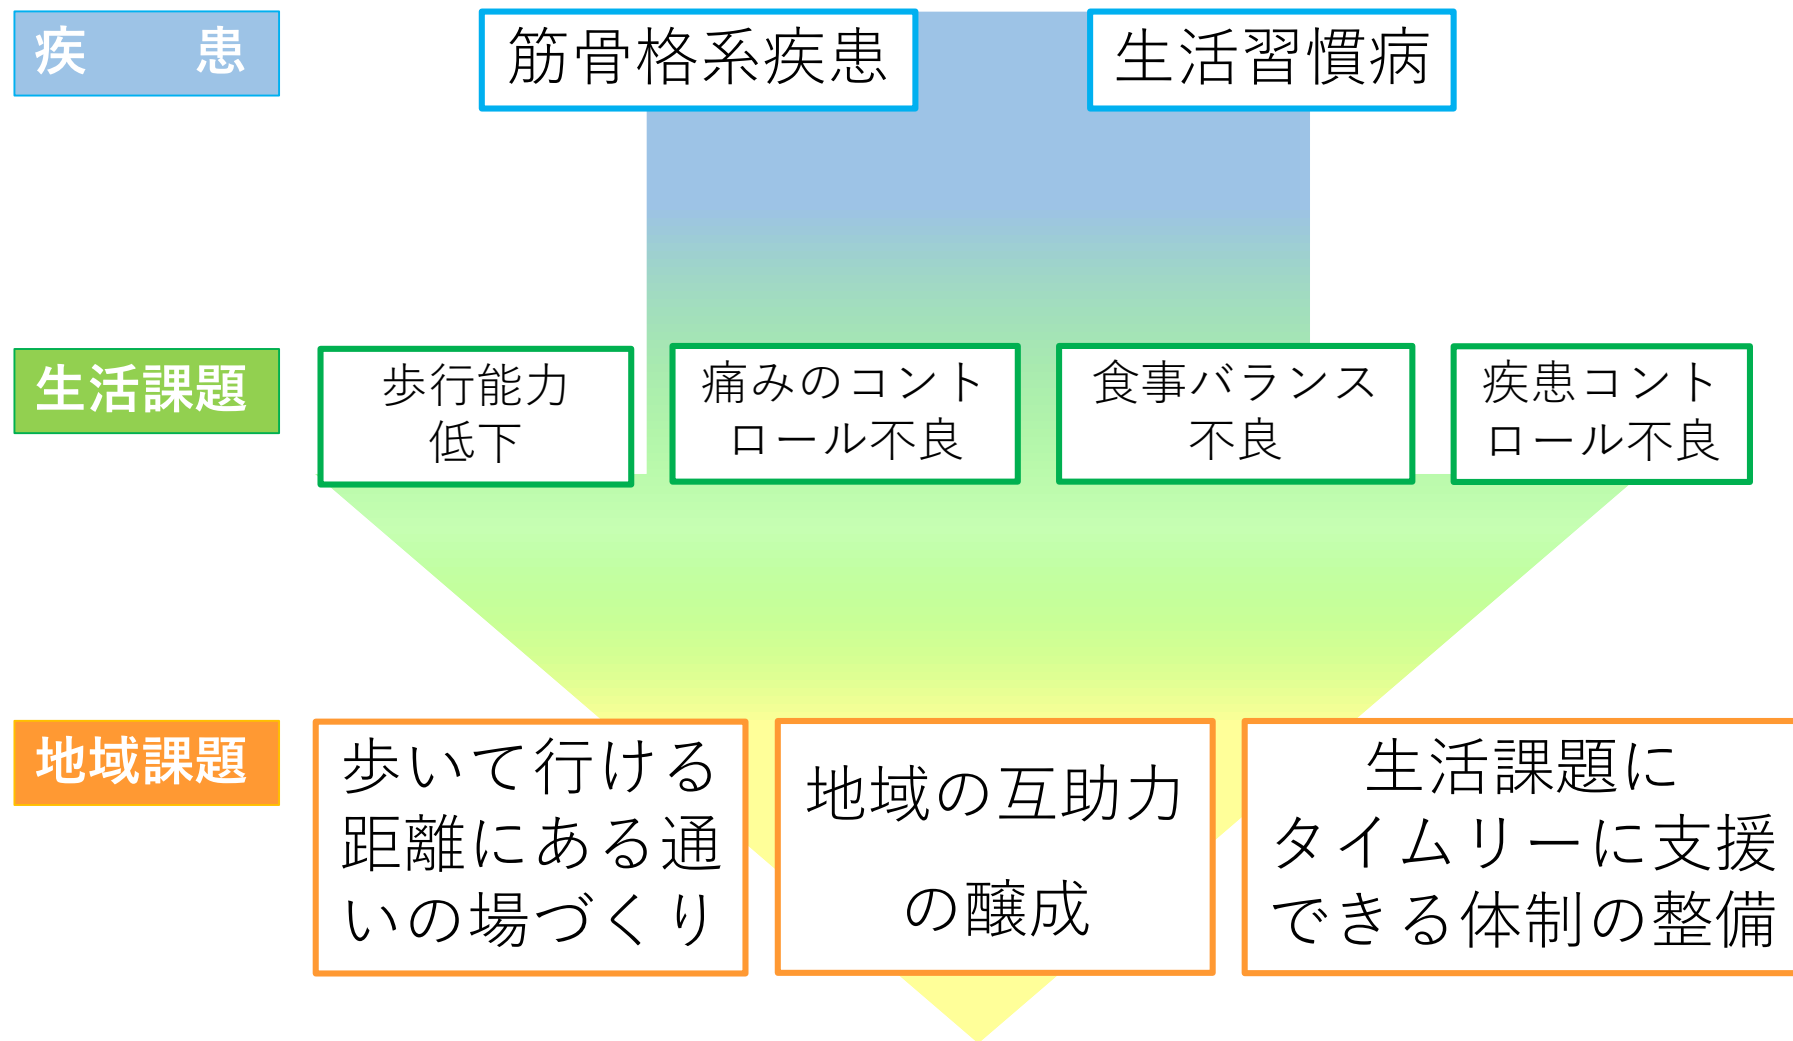 疾　　患
筋骨格系疾患
生活習慣病
生活課題
歩行能力
低下
痛みのコント
ロール不良
食事バランス
不良
疾患コント
ロール不良
地域課題
歩いて行ける
距離にある通
いの場づくり
地域の互助力
の醸成
生活課題に
タイムリーに支援
できる体制の整備